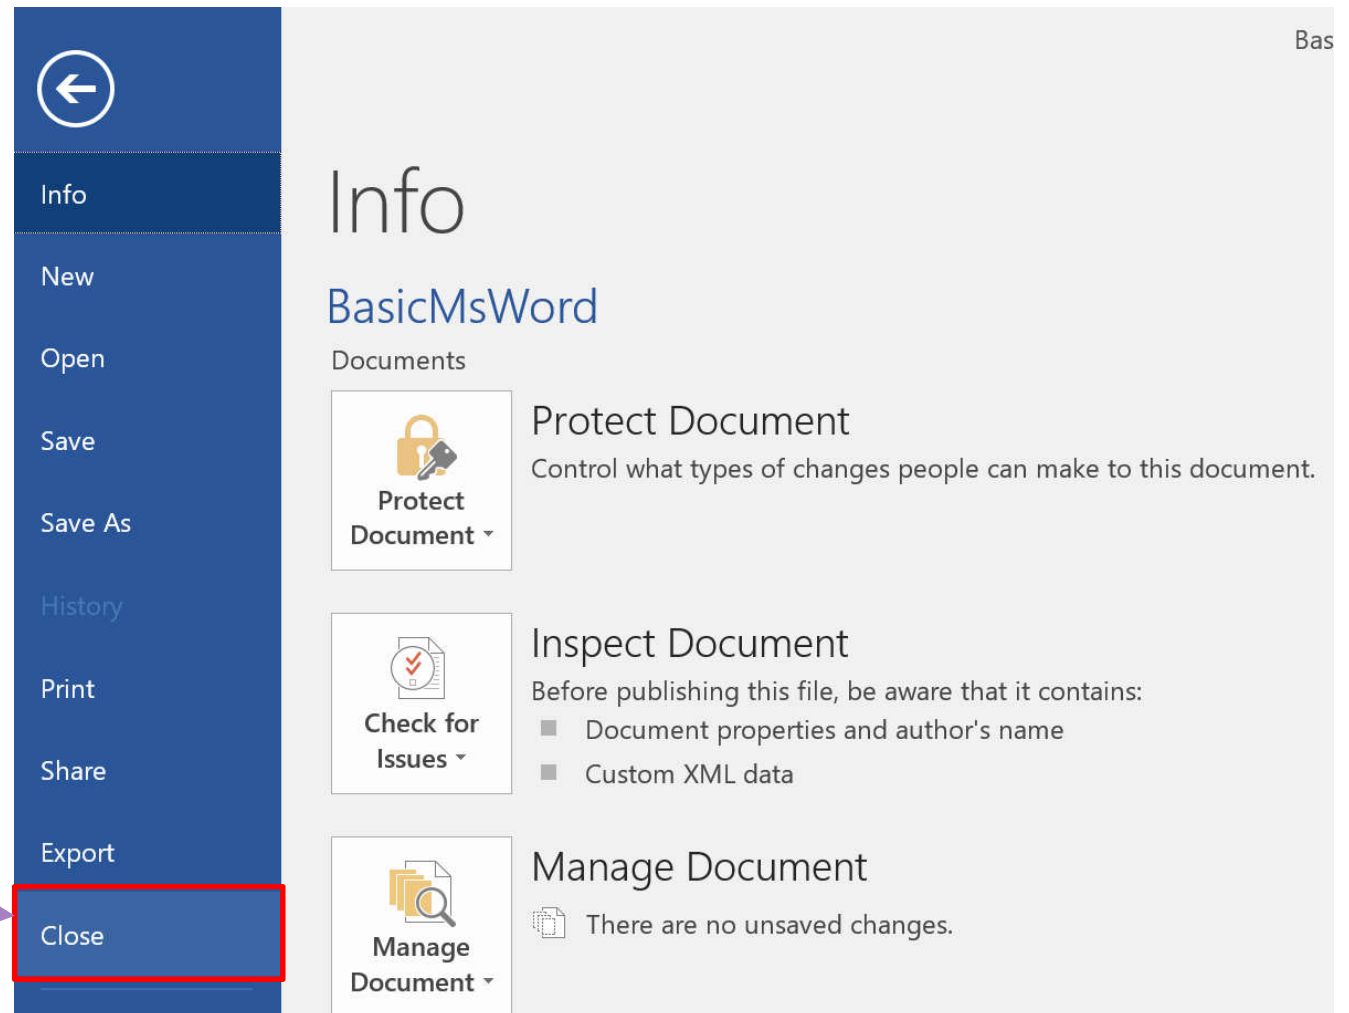 Bas
Info
New
Open
Save
Save As
History
Print
Share
Export
Close
Info
BasicMsWord
Documents
Protect
Document
Protect Document
Control what types of changes people can make to this document.
Check for
Issues
Inspect Document
Before publishing this file, be aware that it contains:
Document properties and author's name
Custom XML data
Manage
Document
Manage Document
There are no unsaved changes.